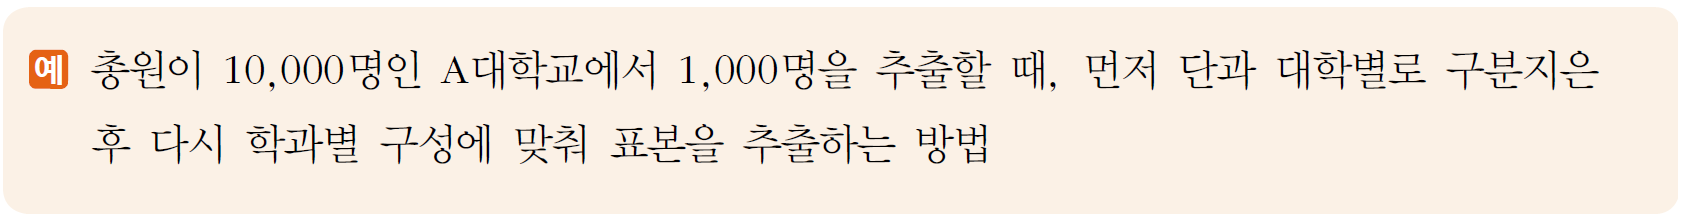 예 총원이 10,000명인 A대학교에서 1,000명을 추출할 때, 먼저 단과 대학별로 구분지은
후 다시 학과별 구성에 맞춰 표본을 추출하는 방법